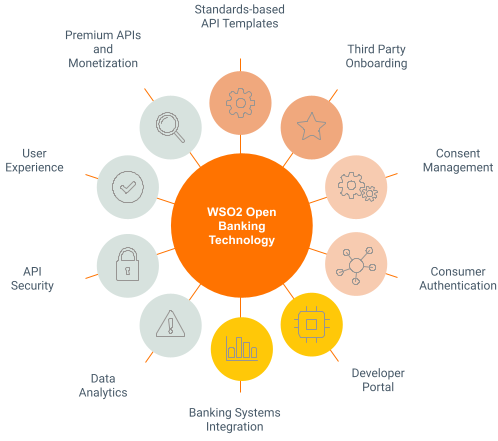 Standards-based
API Templates
Premium APIs
and
Monetization
Third Party
Onboarding
User
Experience
Consent
Management
WSO2 Open
Banking
Technology
API
Security
Consumer
Authentication
Data
Analytics
Developer
Portal
Banking Systems
Integration